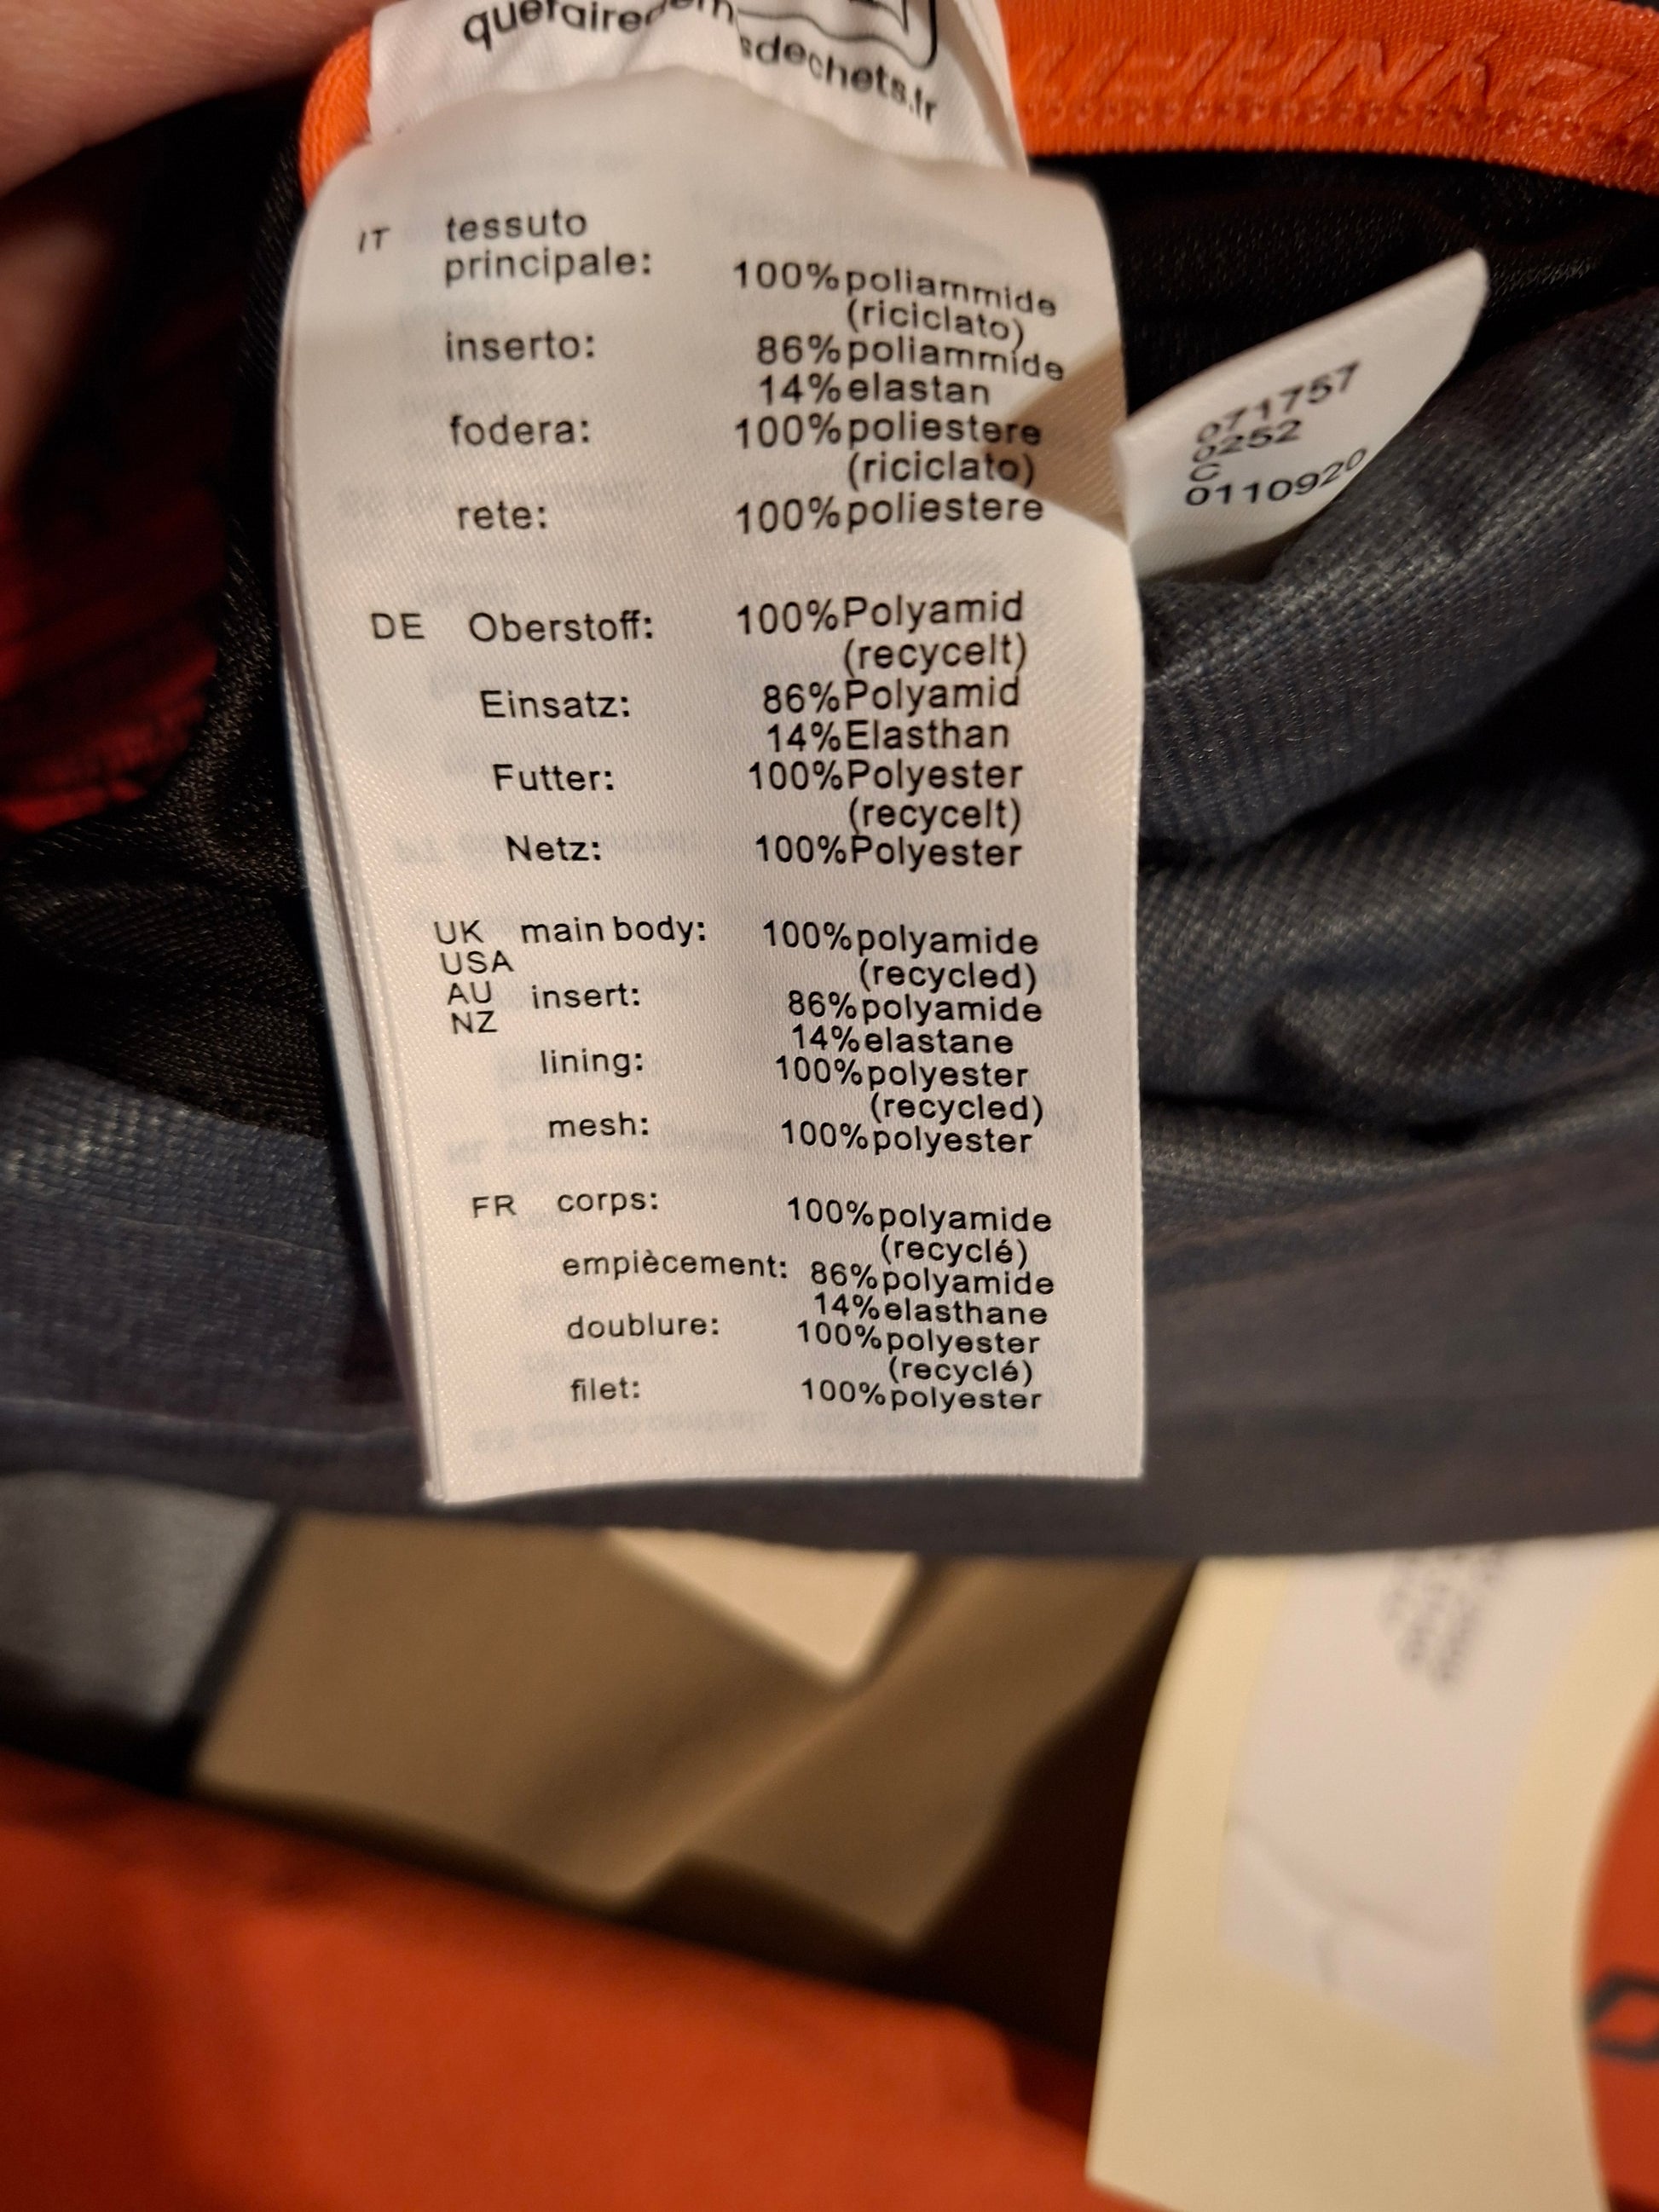 quefairede
sdechets.fr
DYNAFIT
IT tessuto
principale: 100% poliammide
(riciclato)
inserto: 86% poliammide
14% elastan
fodera: 100% poliestere
(riciclato)
rete: 100% poliestere
DE Oberstoff: 100% Polyamid
(recycelt)
Einsatz: 86% Polyamid
14% Elasthan
Futter: 100% Polyester
(recycelt)
Netz: 100% Polyester
UK main body: 100% polyamide
USA (recycled)
AU insert: 86% polyamide
NZ 14% elastane
lining: 100% polyester
(recycled)
mesh: 100% polyester
FR corps: 100% polyamide
(recyclé)
empiècement: 86% polyamide
14% elasthane
doublure: 100% polyester
(recyclé)
filet: 100% polyester
071757
0252
C
0110920